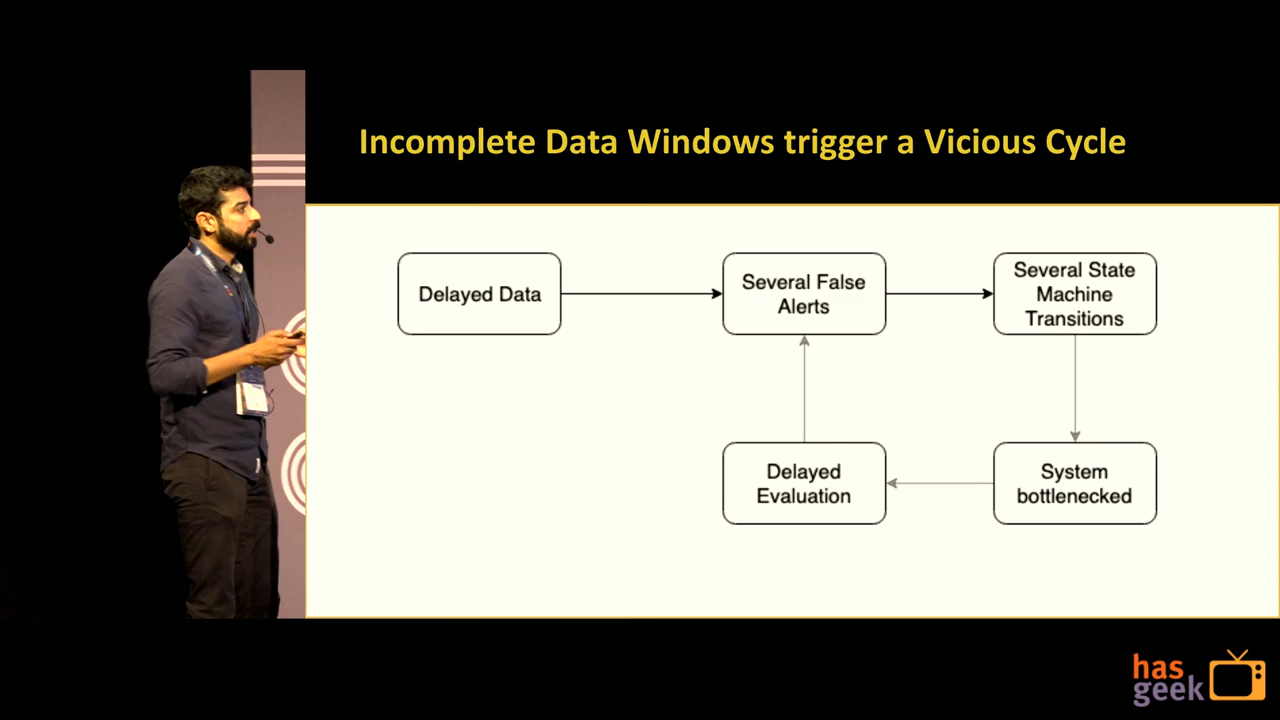 Incomplete Data Windows trigger a Vicious Cycle
Delayed Data
Several False
Alerts
Several State
Machine
Transitions
Delayed
Evaluation
System
bottlenecked
has
geek